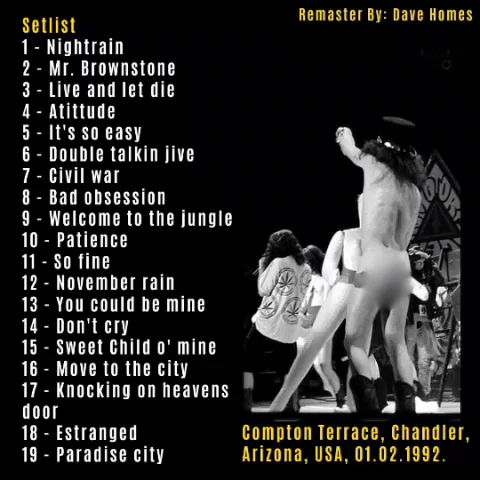 Remaster By: Dave Homes
Setlist
1 - Nightrain
2 - Mr. Brownstone
3 - Live and let die
4 - Atittude
5 - It's so easy
6 - Double talkin jive
7 - Civil war
8 - Bad obsession
9 - Welcome to the jungle
10 - Patience
11 - So fine
12 - November rain
13 - You could be mine
14 - Don't cry
15 - Sweet Child o' mine
16 - Move to the city
17 - Knocking on heavens
door
18 - Estranged
19 - Paradise city
Compton Terrace, Chandler,
Arizona, USA, 01.02.1992.